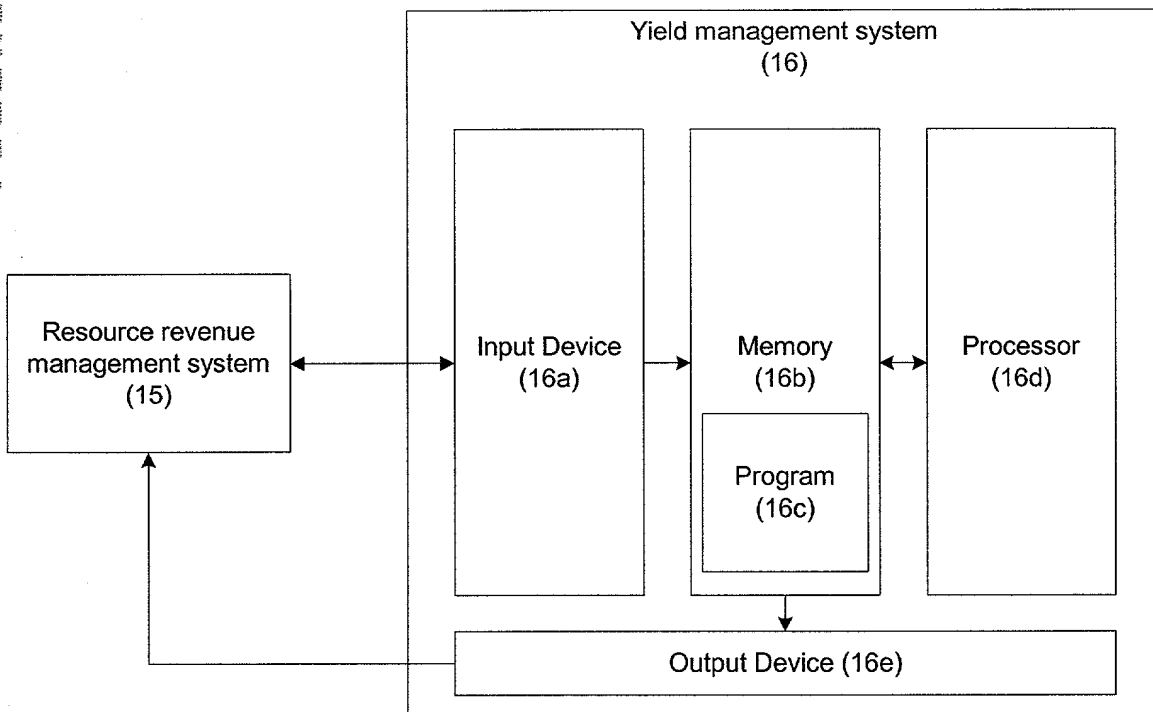 Yield management system
(16)
Resource revenue
management system
(15)
Input Device
(16a)
Memory
(16b)
Processor
(16d)
Program
(16c)
Output Device (16e)